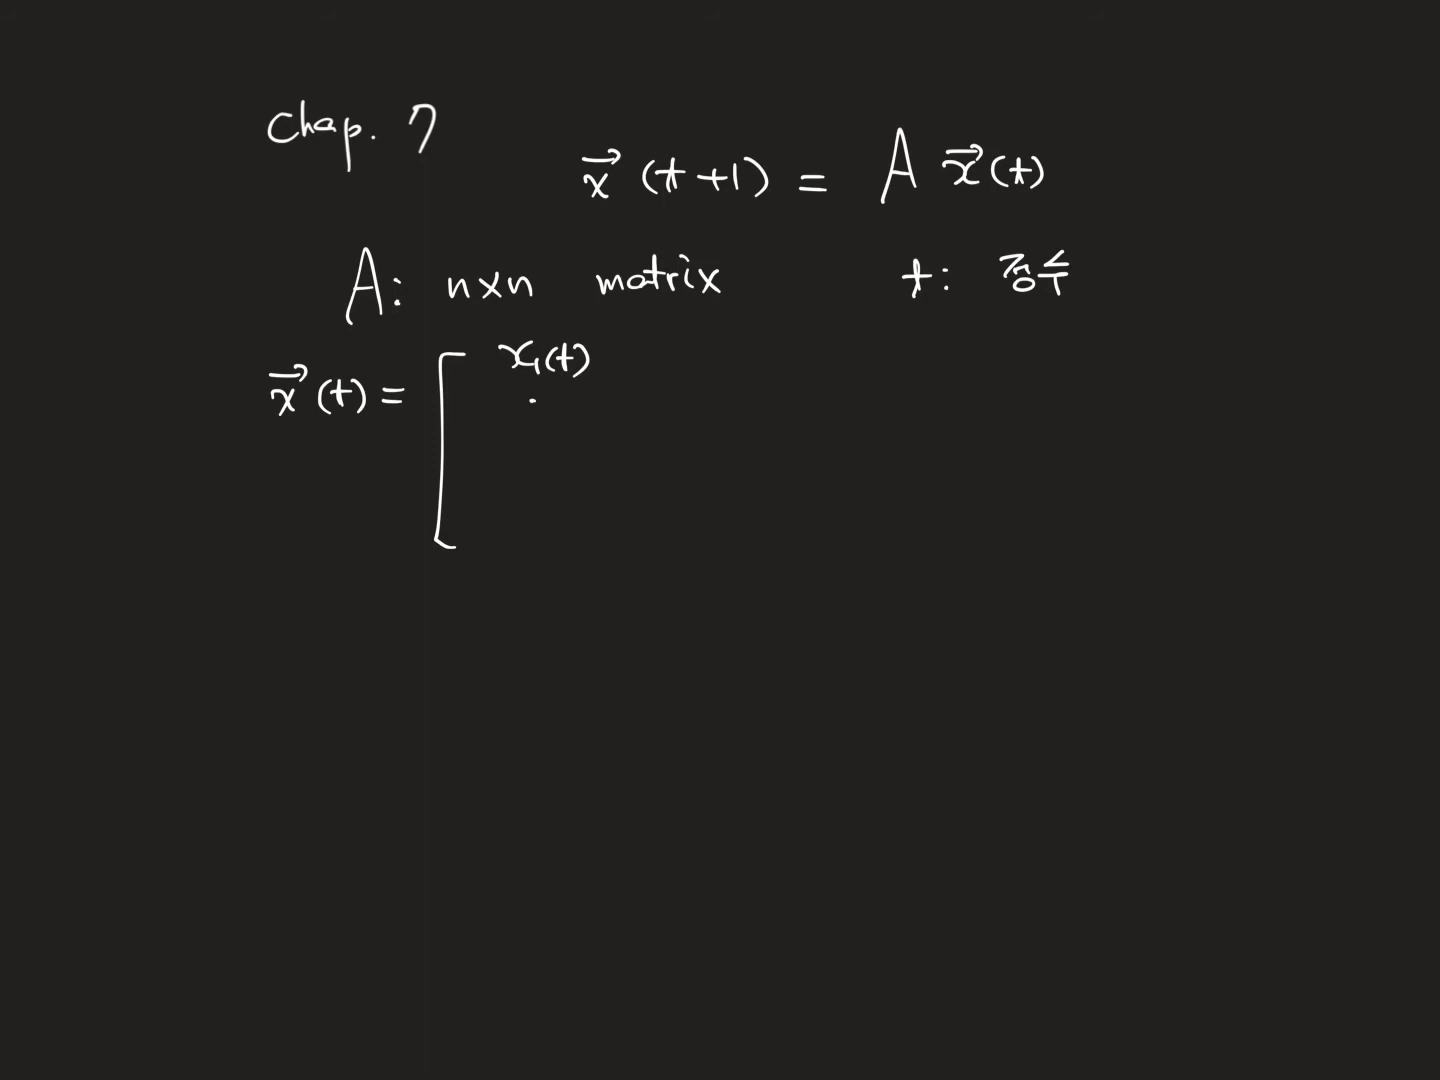 Chap. 7
x⃗(t+1) = A x⃗(t)
A: n×n matrix t: 정수
x⃗(t) = [ x₁(t)
.